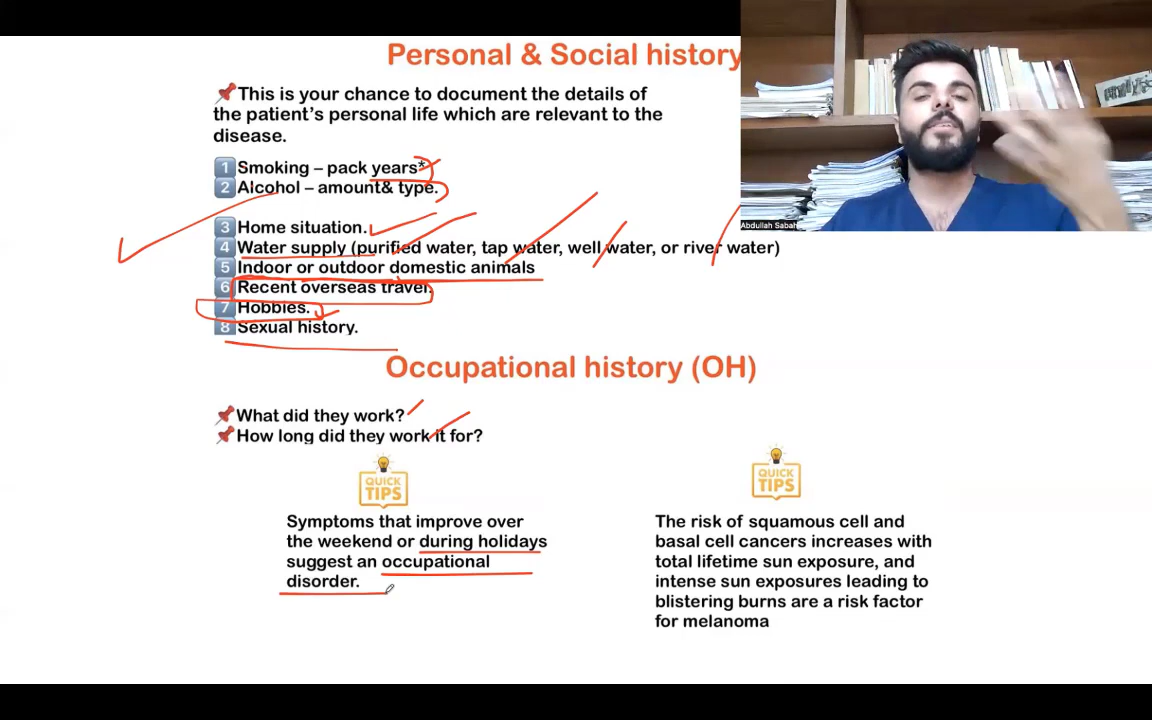 Personal & Social history
This is your chance to document the details of
the patient's personal life which are relevant to the
disease.
1 Smoking – pack years*
2 Alcohol – amount& type.
3 Home situation.
4 Water supply (purified water, tap water, well water, or river water)
5 Indoor or outdoor domestic animals
6 Recent overseas travel.
7 Hobbies.
8 Sexual history.
Abdullah Sabah
Occupational history (OH)
What did they work?
How long did they work it for?
QUICK
TIPS
Symptoms that improve over
the weekend or during holidays
suggest an occupational
disorder.
QUICK
TIPS
The risk of squamous cell and
basal cell cancers increases with
total lifetime sun exposure, and
intense sun exposures leading to
blistering burns are a risk factor
for melanoma